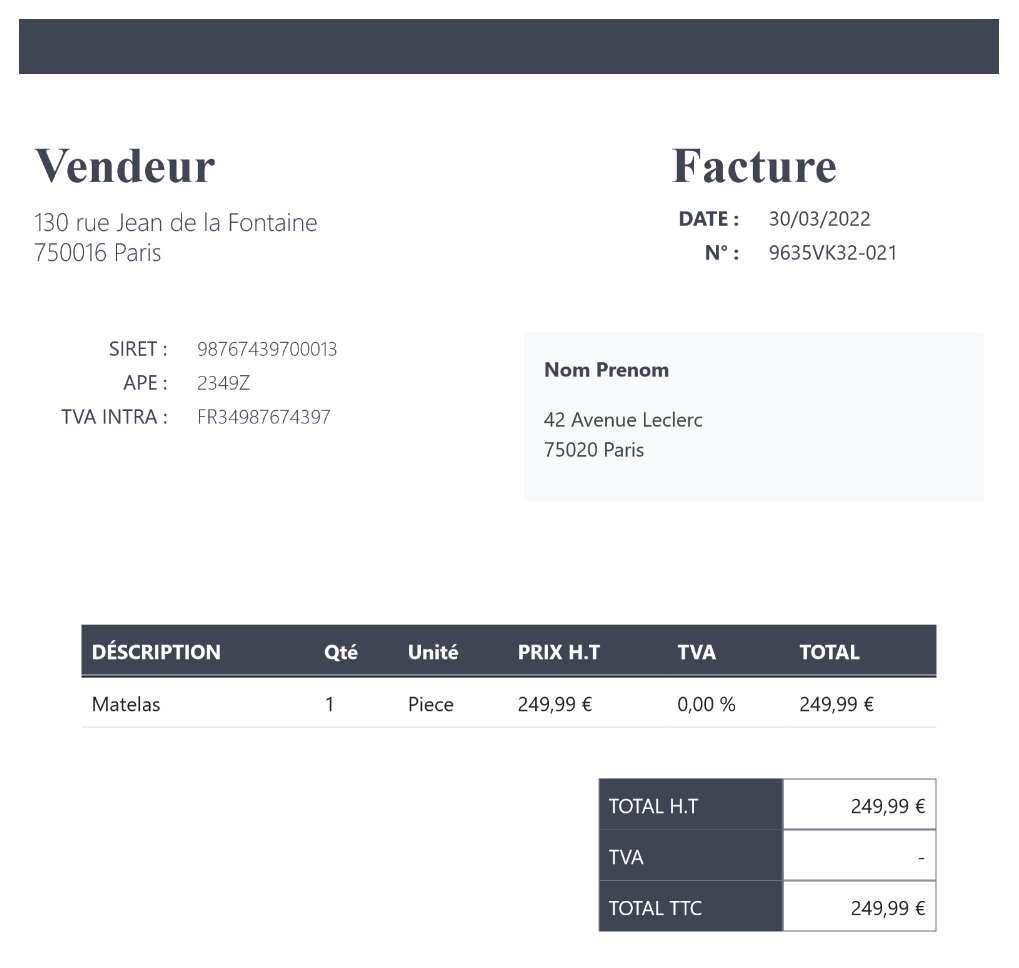 Vendeur
130 rue Jean de la Fontaine
750016 Paris
Facture
DATE : 30/03/2022
N° : 9635VK32-021
SIRET : 98767439700013
APE : 2349Z
TVA INTRA : FR34987674397
Nom Prenom
42 Avenue Leclerc
75020 Paris
DÉSCRIPTION Qté Unité PRIX H.T TVA TOTAL
Matelas 1 Piece 249,99 € 0,00 % 249,99 €
TOTAL H.T 249,99 €
TVA -
TOTAL TTC 249,99 €